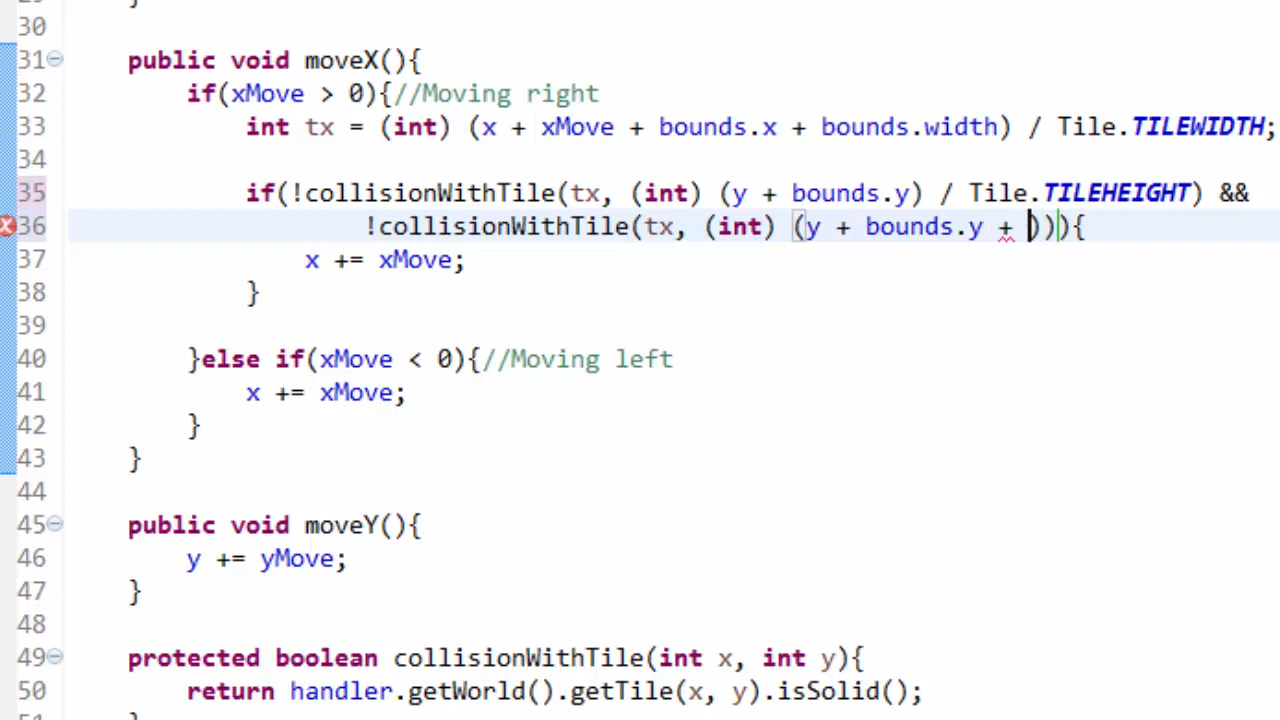 30
31 public void moveX(){
32 if(xMove > 0){//Moving right
33 int tx = (int) (x + xMove + bounds.x + bounds.width) / Tile.TILEWIDTH;
34
35 if(!collisionWithTile(tx, (int) (y + bounds.y) / Tile.TILEHEIGHT) &&
36 !collisionWithTile(tx, (int) (y + bounds.y + ))){
37 x += xMove;
38 }
39
40 }else if(xMove < 0){//Moving left
41 x += xMove;
42 }
43 }
44
45 public void moveY(){
46 y += yMove;
47 }
48
49 protected boolean collisionWithTile(int x, int y){
50 return handler.getWorld().getTile(x, y).isSolid();